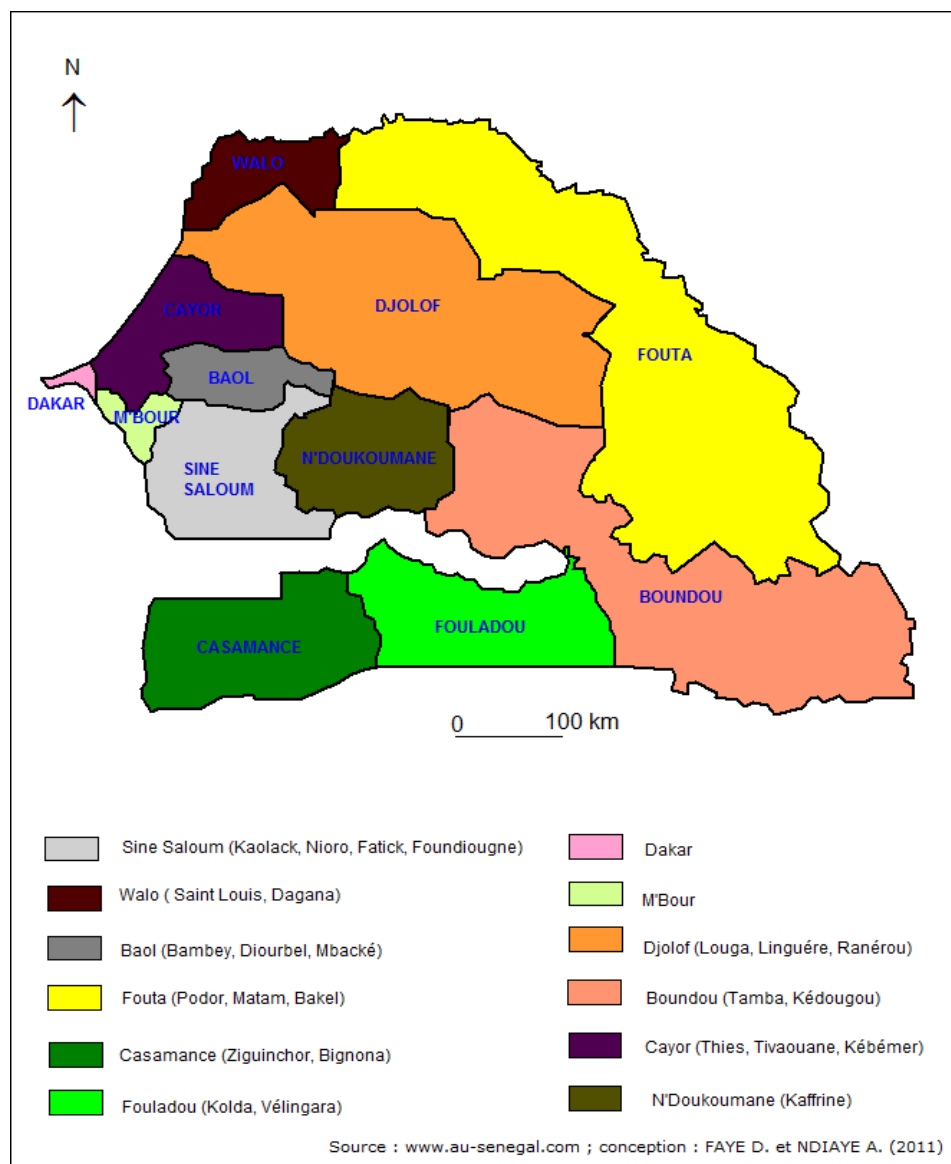 N
WALO
DJOLOF
CAYOR
FOUTA
BAOL
DAKAR
M'BOUR
N'DOUKOUMANE
SINE
SALOUM
BOUNDOU
FOULADOU
CASAMANCE
0 100 km
Sine Saloum (Kaolack, Nioro, Fatick, Foundiougne)
Walo ( Saint Louis, Dagana)
Baol (Bambey, Diourbel, Mbacké)
Fouta (Podor, Matam, Bakel)
Casamance (Ziguinchor, Bignona)
Fouladou (Kolda, Vélingara)
Dakar
M'Bour
Djolof (Louga, Linguére, Ranérou)
Boundou (Tamba, Kédougou)
Cayor (Thies, Tivaouane, Kébémer)
N'Doukoumane (Kaffrine)
Source : www.au-senegal.com ; conception : FAYE D. et NDIAYE A. (2011)